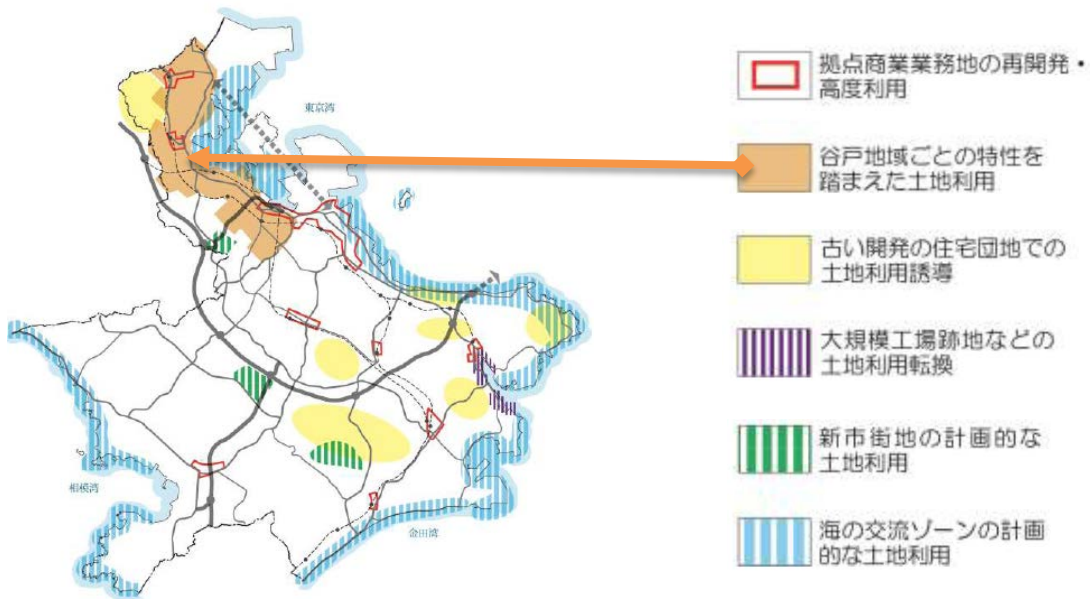 東京湾
相模湾
金田湾
拠点商業業務地の再開発・
高度利用
谷戸地域ごとの特性を
踏まえた土地利用
古い開発の住宅団地での
土地利用誘導
大規模工場跡地などの
土地利用転換
新市街地の計画的な
土地利用
海の交流ゾーンの計画
的な土地利用